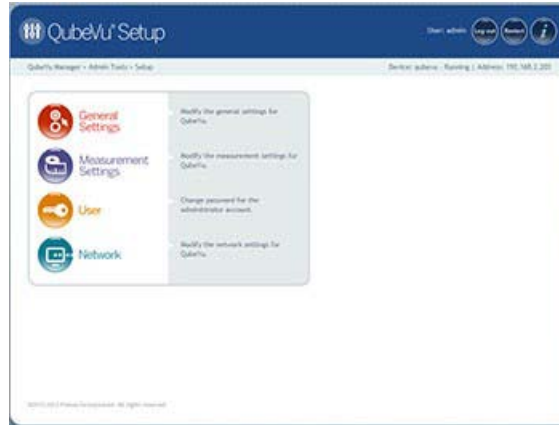 QubeVu Setup
User: admin Log out Restart i
QubeVu Manager > Admin Tools > Setup
Device: qubevu - Running | Address: 192.168.2.205
General
Settings
Modify the general settings for
QubeVu.
Measurement
Settings
Modify the measurement settings for
QubeVu.
User
Change password for the
administrator account.
Network
Modify the network settings for
QubeVu.
Incorporated. All rights reserved.